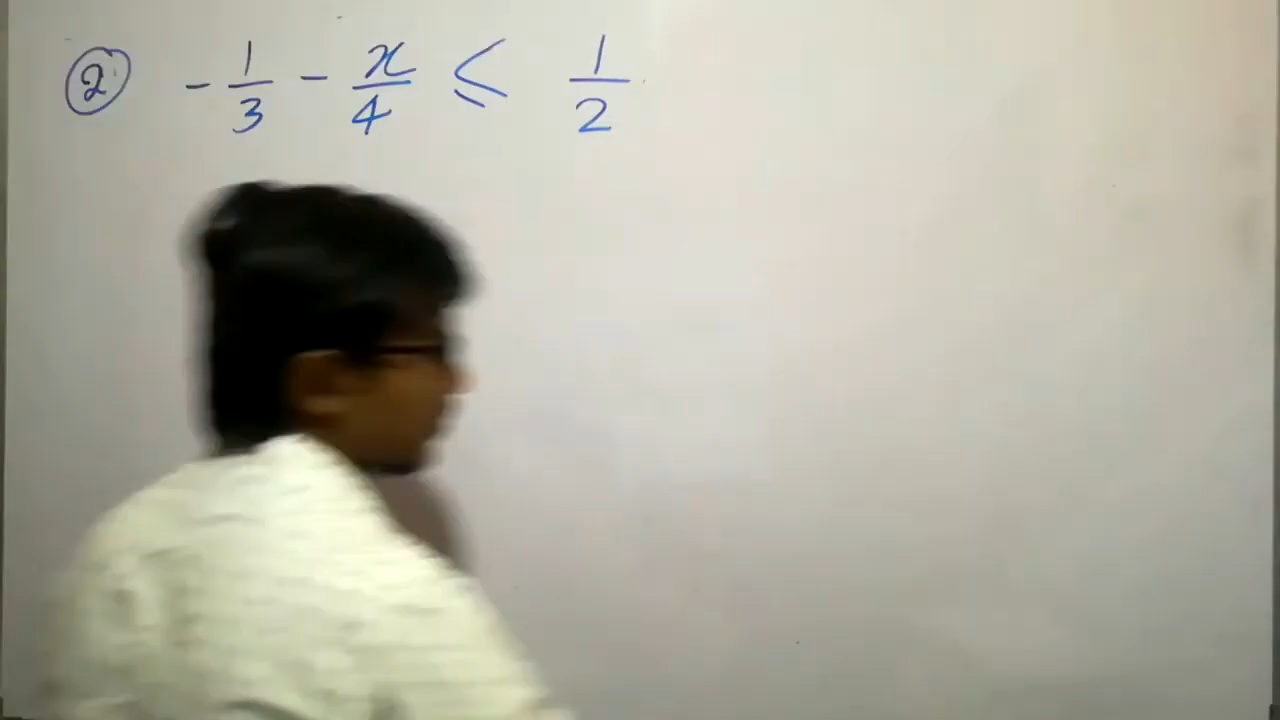 ② -1/3 - x/4 ≤ 1/2